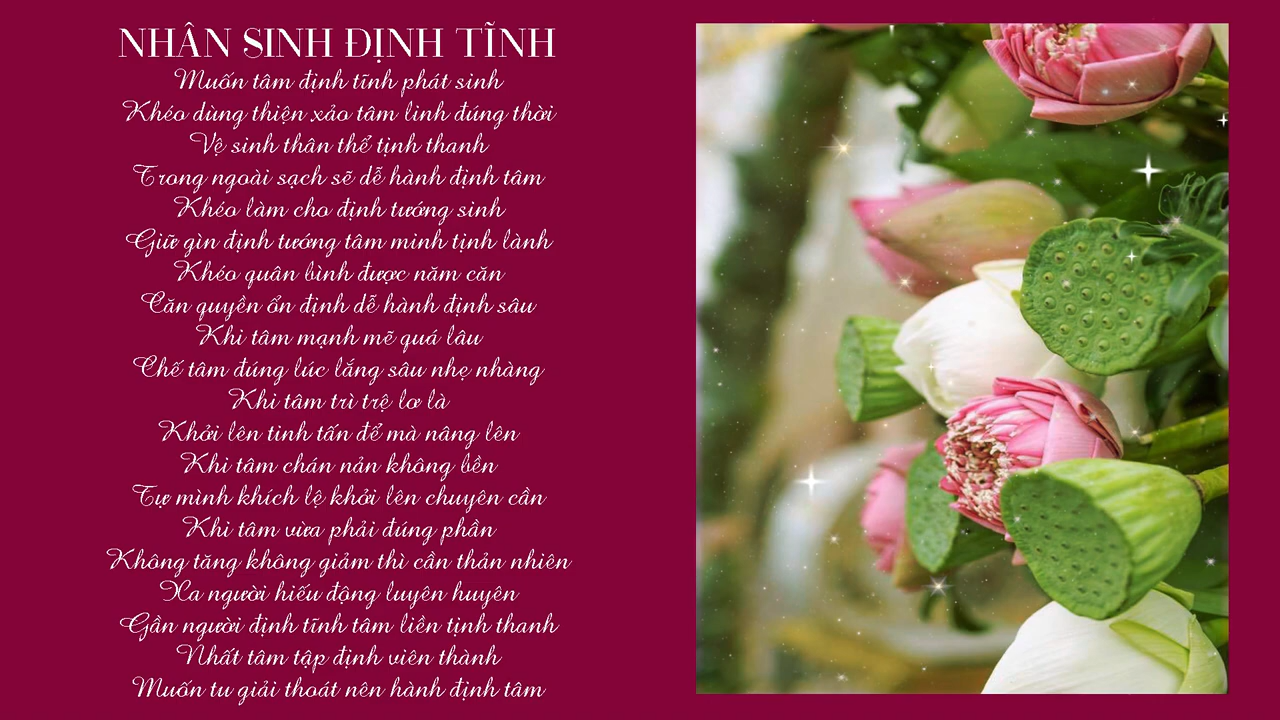 NHÂN SINH ĐỊNH TĨNH
Muốn tâm định tĩnh phát sinh
Khéo dùng thiện xảo tâm linh đúng thời
Vệ sinh thân thể tịnh thanh
Trong ngoài sạch sẽ dễ hành định tâm
Khéo làm cho định tướng sinh
Giữ gìn định tướng tâm minh tịnh lành
Khéo quân bình được năm căn
Căn quyền ổn định dễ hành định sâu
Khi tâm mạnh mẽ quá lâu
Chế tâm đúng lúc lắng sâu nhẹ nhàng
Khi tâm trì trệ lơ là
Khởi lên tinh tấn để mà nâng lên
Khi tâm chán nản không bền
Tự mình khích lệ khởi lên chuyên cần
Khi tâm vừa phải đúng phần
Không tăng không giảm thì cần thản nhiên
Xa người hiếu động luyên huyên
Gần người định tĩnh tâm liền tịnh thanh
Nhất tâm tập định viên thành
Muốn tu giải thoát nên hành định tâm